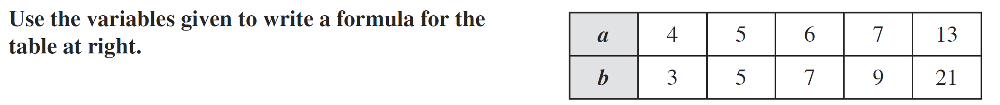 Use the variables given to write a formula for the
table at right.
a 4 5 6 7 13
b 3 5 7 9 21